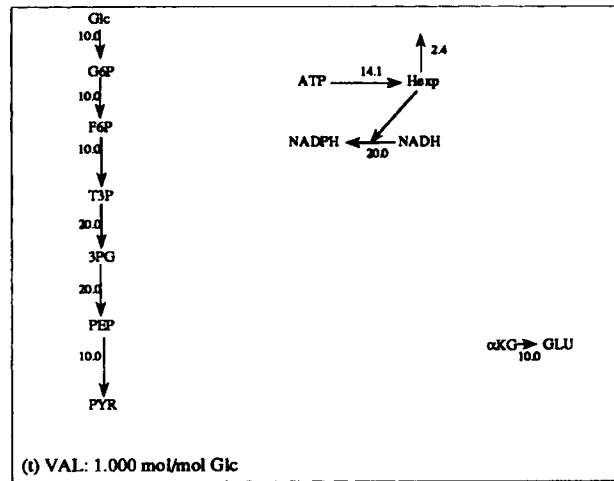 Glc
10.0
G6P
10.0
F6P
10.0
T3P
20.0
3PG
20.0
PEP
10.0
PYR
2.4
ATP 14.1 Hexp
NADPH NADH
20.0
αKG GLU
10.0
(t) VAL: 1.000 mol/mol Glc